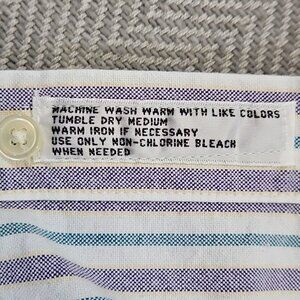 MACHINE WASH WARM WITH LIKE COLORS
TUMBLE DRY MEDIUM
WARM IRON IF NECESSARY
USE ONLY NON-CHLORINE BLEACH
WHEN NEEDED